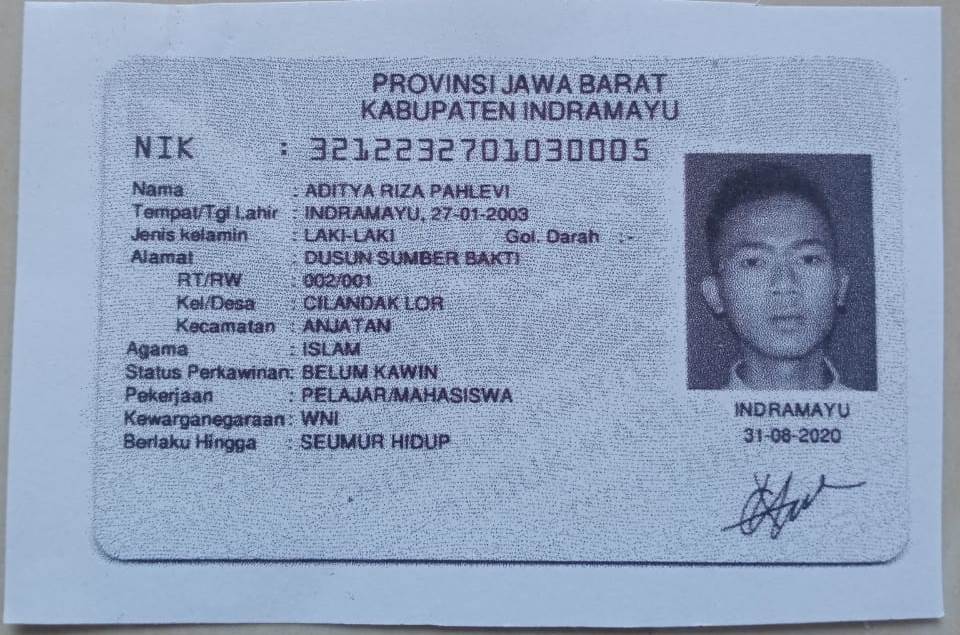 PROVINSI JAWA BARAT
KABUPATEN INDRAMAYU
NIK : 3212232701030005
Nama : ADITYA RIZA PAHLEVI
Tempat/Tgl Lahir : INDRAMAYU, 27-01-2003
Jenis kelamin : LAKI-LAKI Gol. Darah : -
Alamat : DUSUN SUMBER BAKTI
RT/RW : 002/001
Kel/Desa : CILANDAK LOR
Kecamatan : ANJATAN
Agama : ISLAM
Status Perkawinan: BELUM KAWIN
Pekerjaan : PELAJAR/MAHASISWA
Kewarganegaraan: WNI
Berlaku Hingga : SEUMUR HIDUP
INDRAMAYU
31-08-2020